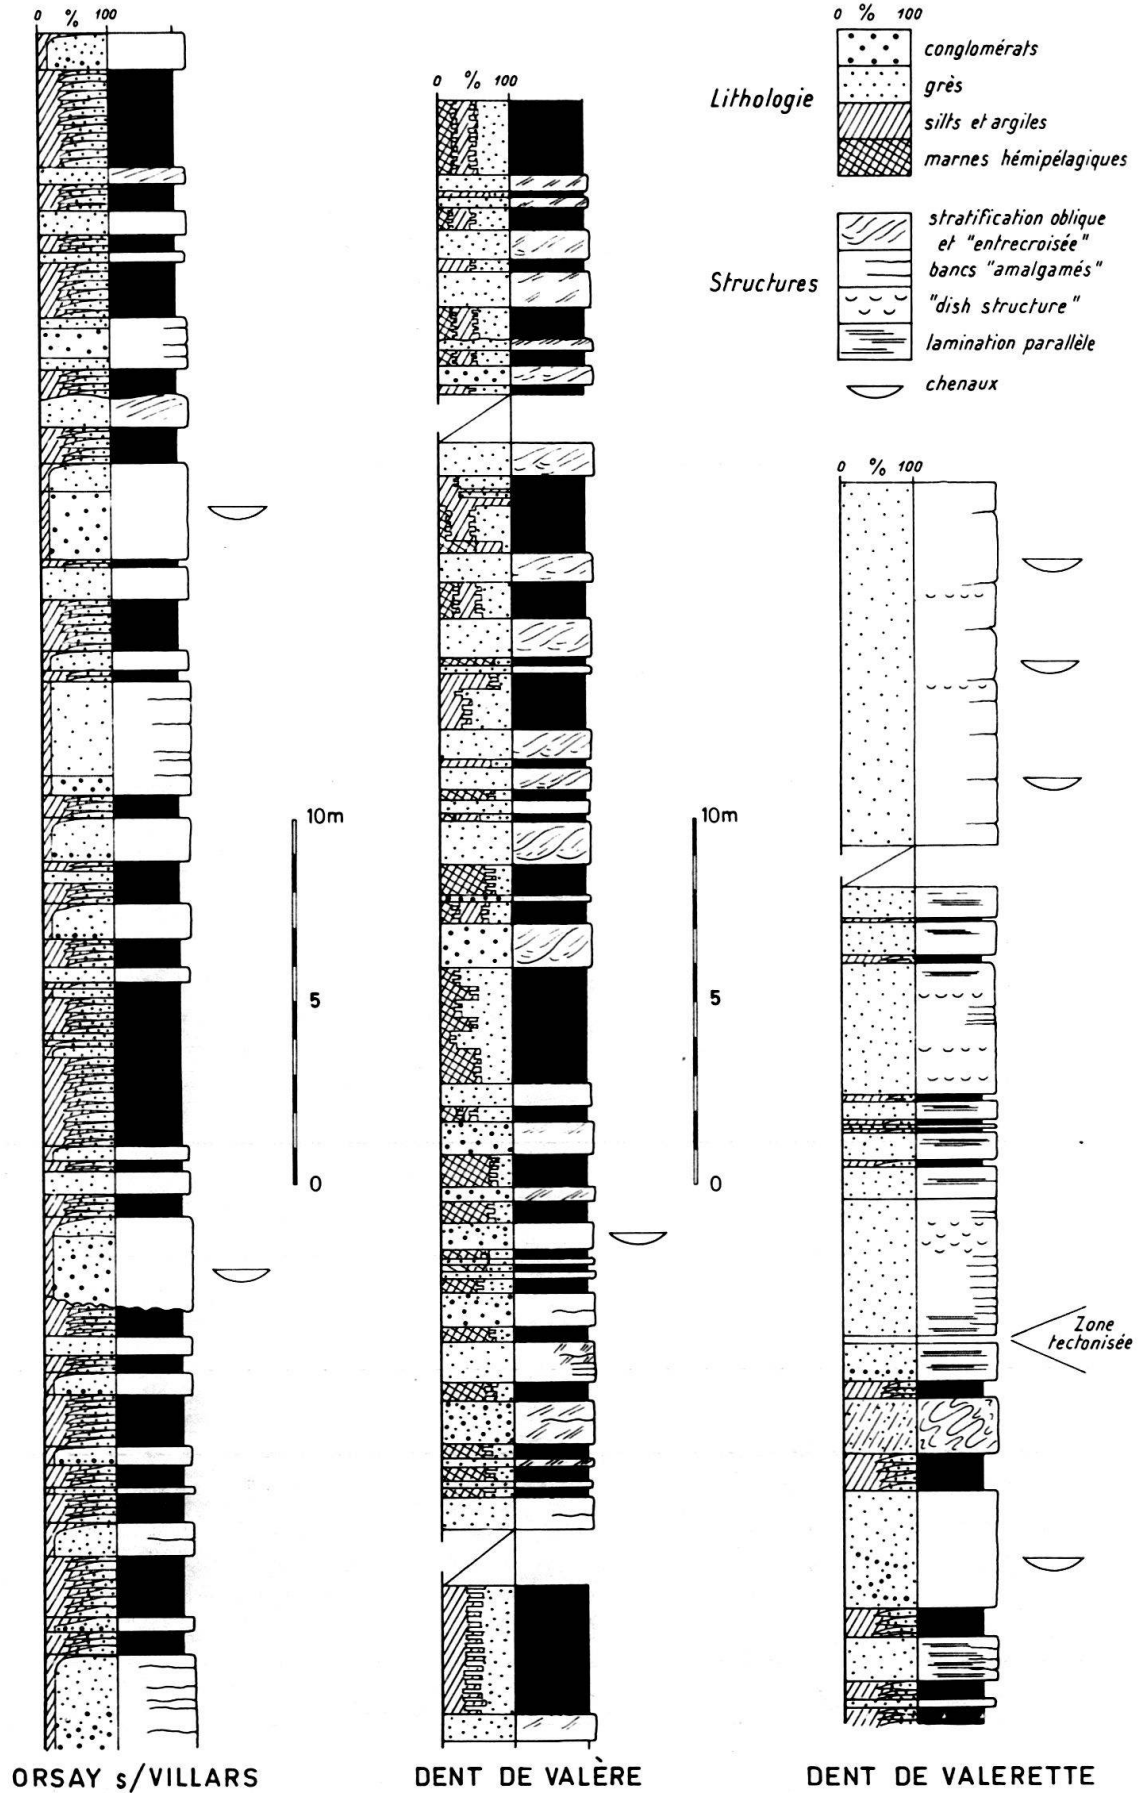 0 % 100
0 % 100
Lithologie
0 % 100
conglomérats
grès
silts et argiles
marnes hémipélagiques
Structures
stratification oblique
et "entrecroisée"
bancs "amalgamés"
"dish structure"
lamination parallèle
chenaux
0 % 100
10m
5
0
10m
5
0
Zone
tectonisée
ORSAY s/VILLARS
DENT DE VALÈRE
DENT DE VALERETTE